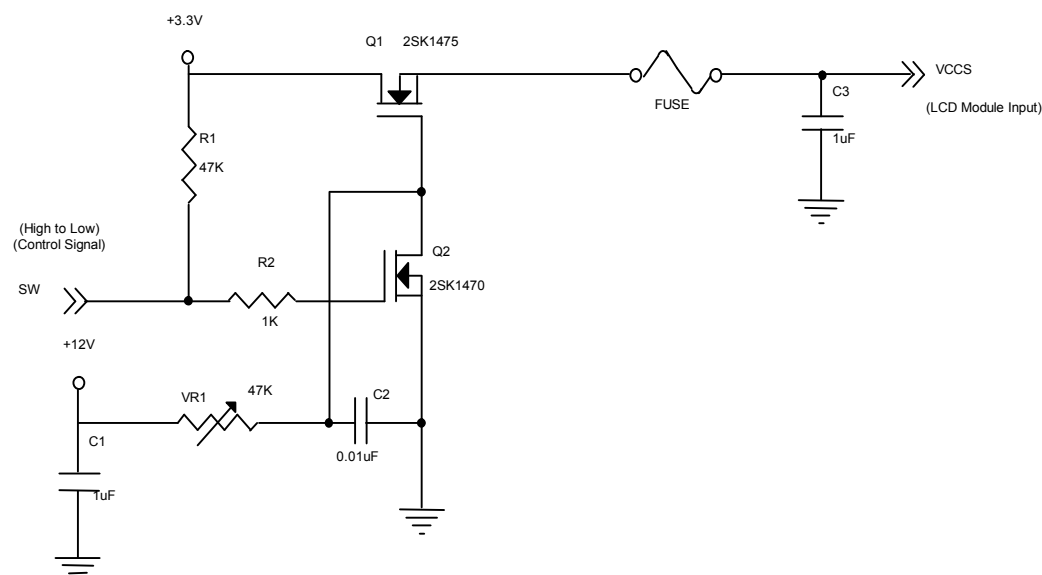 +3.3V
Q1 2SK1475
VCCS
FUSE
C3
(LCD Module Input)
1uF
R1
47K
(High to Low)
(Control Signal)
SW
R2
1K
Q2
2SK1470
+12V
VR1
47K
C2
0.01uF
C1
1uF